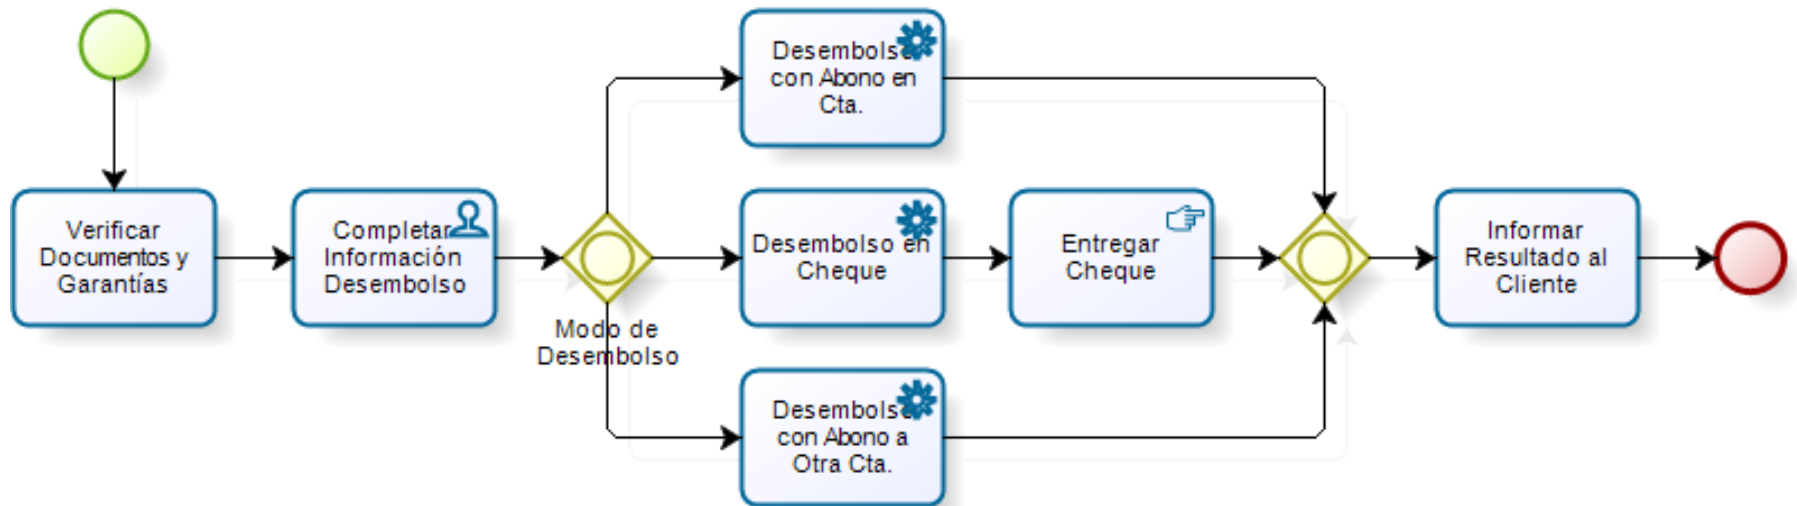 Desembolso
con Abono en
Cta.
Verificar
Documentos y
Garantías
Completar
Información
Desembolso
Modo de
Desembolso
Desembolso en
Cheque
Entregar
Cheque
Informar
Resultado al
Cliente
Desembolso
con Abono a
Otra Cta.